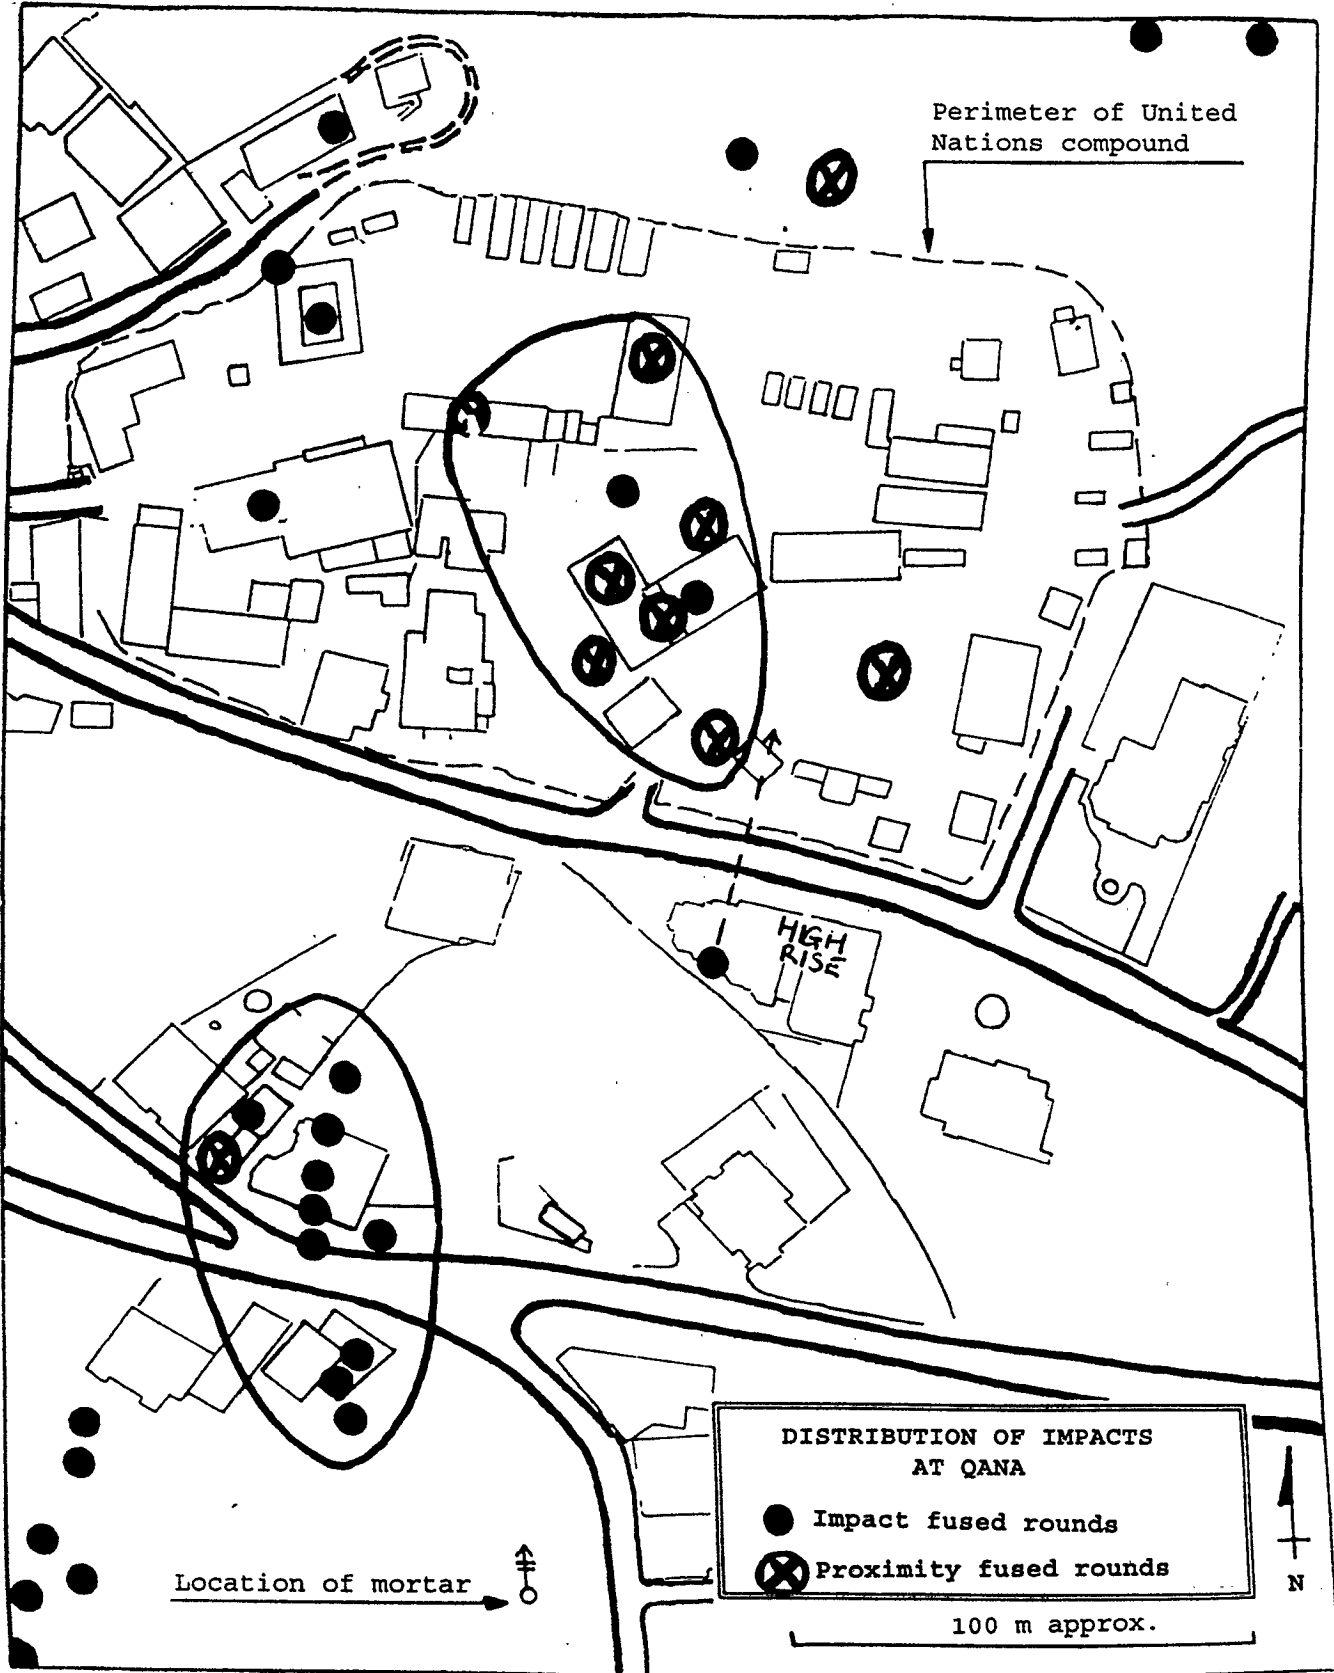 Perimeter of United
Nations compound
HIGH
RISE
DISTRIBUTION OF IMPACTS
AT QANA
Impact fused rounds
Proximity fused rounds
Location of mortar
N
100 m approx.